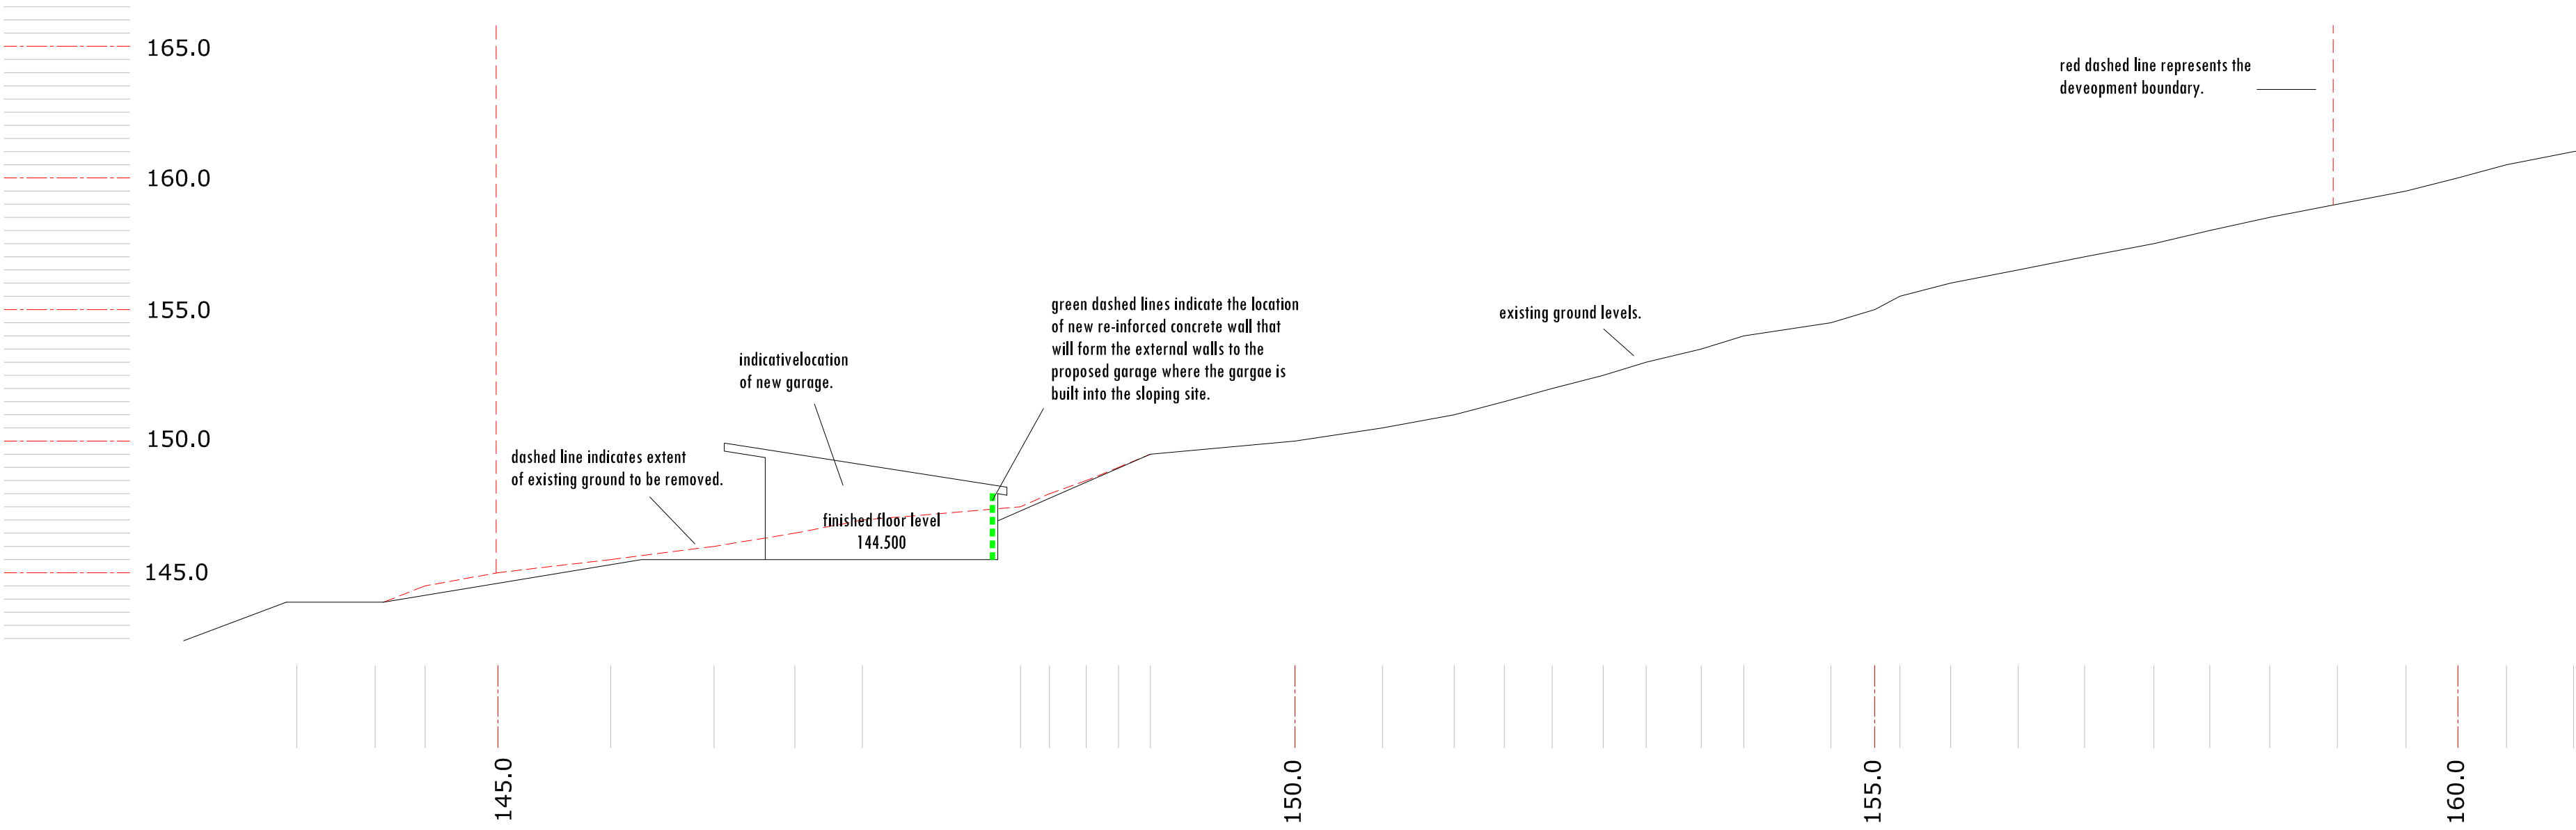 165.0
160.0
155.0
150.0
145.0
red dashed line represents the
deveopment boundary.
existing ground levels.
green dashed lines indicate the location
of new re-inforced concrete wall that
will form the external walls to the
proposed garage where the gargae is
built into the sloping site.
indicativelocation
of new garage.
dashed line indicates extent
of existing ground to be removed.
finished floor level
144.500
145.0
150.0
155.0
160.0